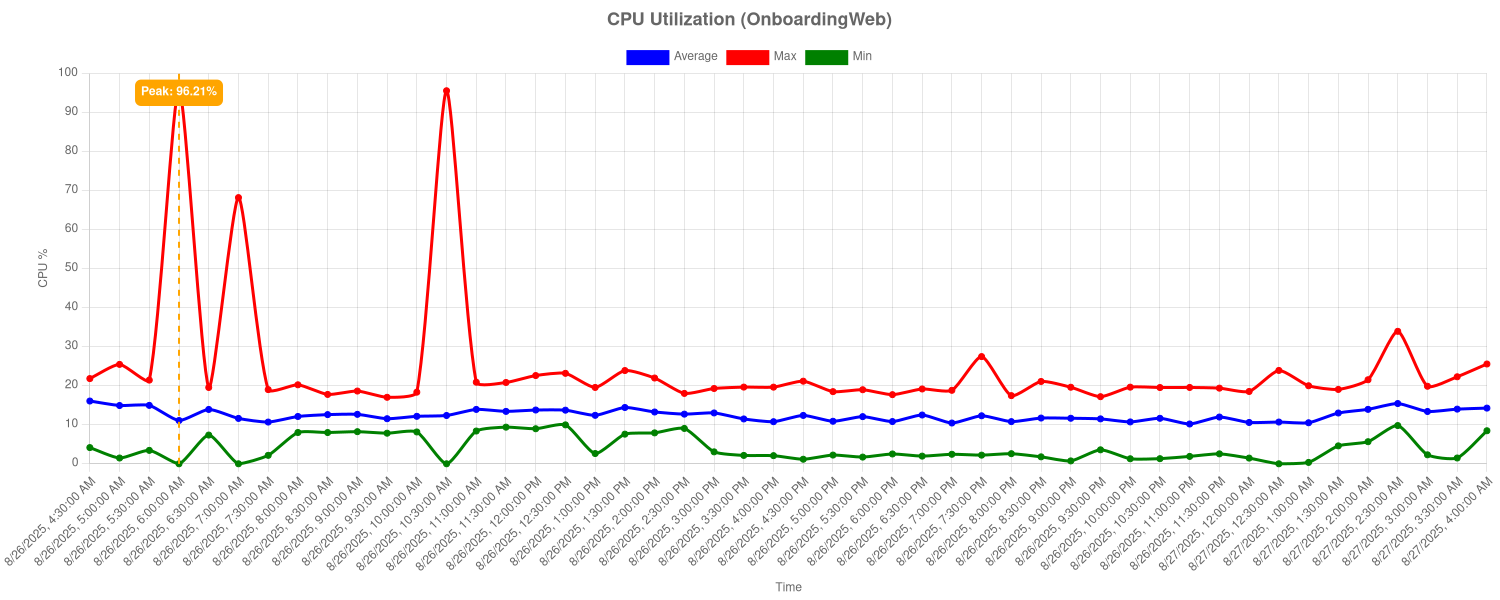 CPU Utilization (OnboardingWeb)
Average Max Min
100
Peak: 96.21%
90
80
70
60
50
40
30
20
10
0
CPU %
8/26/2025, 4:30:00 AM
8/26/2025, 5:00:00 AM
8/26/2025, 5:30:00 AM
8/26/2025, 6:00:00 AM
8/26/2025, 6:30:00 AM
8/26/2025, 7:00:00 AM
8/26/2025, 7:30:00 AM
8/26/2025, 8:00:00 AM
8/26/2025, 8:30:00 AM
8/26/2025, 9:00:00 AM
8/26/2025, 9:30:00 AM
8/26/2025, 10:00:00 AM
8/26/2025, 10:30:00 AM
8/26/2025, 11:00:00 AM
8/26/2025, 11:30:00 AM
8/26/2025, 12:00:00 PM
8/26/2025, 12:30:00 PM
8/26/2025, 1:00:00 PM
8/26/2025, 1:30:00 PM
8/26/2025, 2:00:00 PM
8/26/2025, 2:30:00 PM
8/26/2025, 3:00:00 PM
8/26/2025, 3:30:00 PM
8/26/2025, 4:00:00 PM
8/26/2025, 4:30:00 PM
8/26/2025, 5:00:00 PM
8/26/2025, 5:30:00 PM
8/26/2025, 6:00:00 PM
8/26/2025, 6:30:00 PM
8/26/2025, 7:00:00 PM
8/26/2025, 7:30:00 PM
8/26/2025, 8:00:00 PM
8/26/2025, 8:30:00 PM
8/26/2025, 9:00:00 PM
8/26/2025, 9:30:00 PM
8/26/2025, 10:00:00 PM
8/26/2025, 10:30:00 PM
8/26/2025, 11:00:00 PM
8/26/2025, 11:30:00 PM
8/27/2025, 12:00:00 AM
8/27/2025, 12:30:00 AM
8/27/2025, 1:00:00 AM
8/27/2025, 1:30:00 AM
8/27/2025, 2:00:00 AM
8/27/2025, 2:30:00 AM
8/27/2025, 3:00:00 AM
8/27/2025, 3:30:00 AM
8/27/2025, 4:00:00 AM
Time